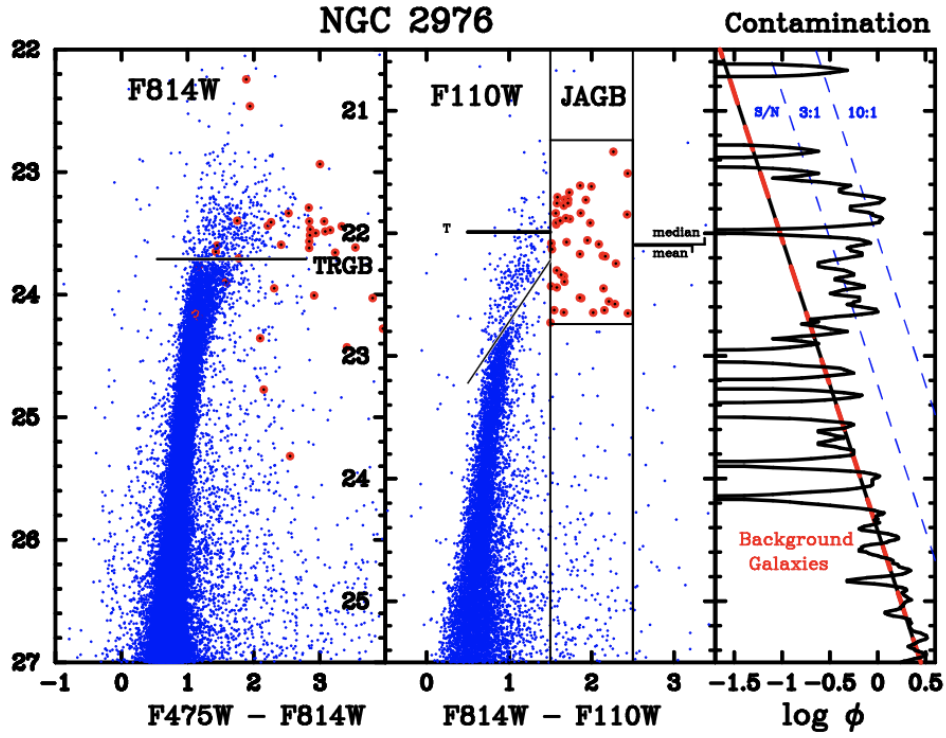 NGC 2976
Contamination
F814W
F110W
JAGB
S/N
3:1
10:1
T
median
mean
TRGB
Background
Galaxies
22
23
24
25
26
27
21
22
23
24
25
-1 0 1 2 3
0 1 2 3
-1.5 -1 -0.5 0 0.5
F475W - F814W
F814W - F110W
log ϕ